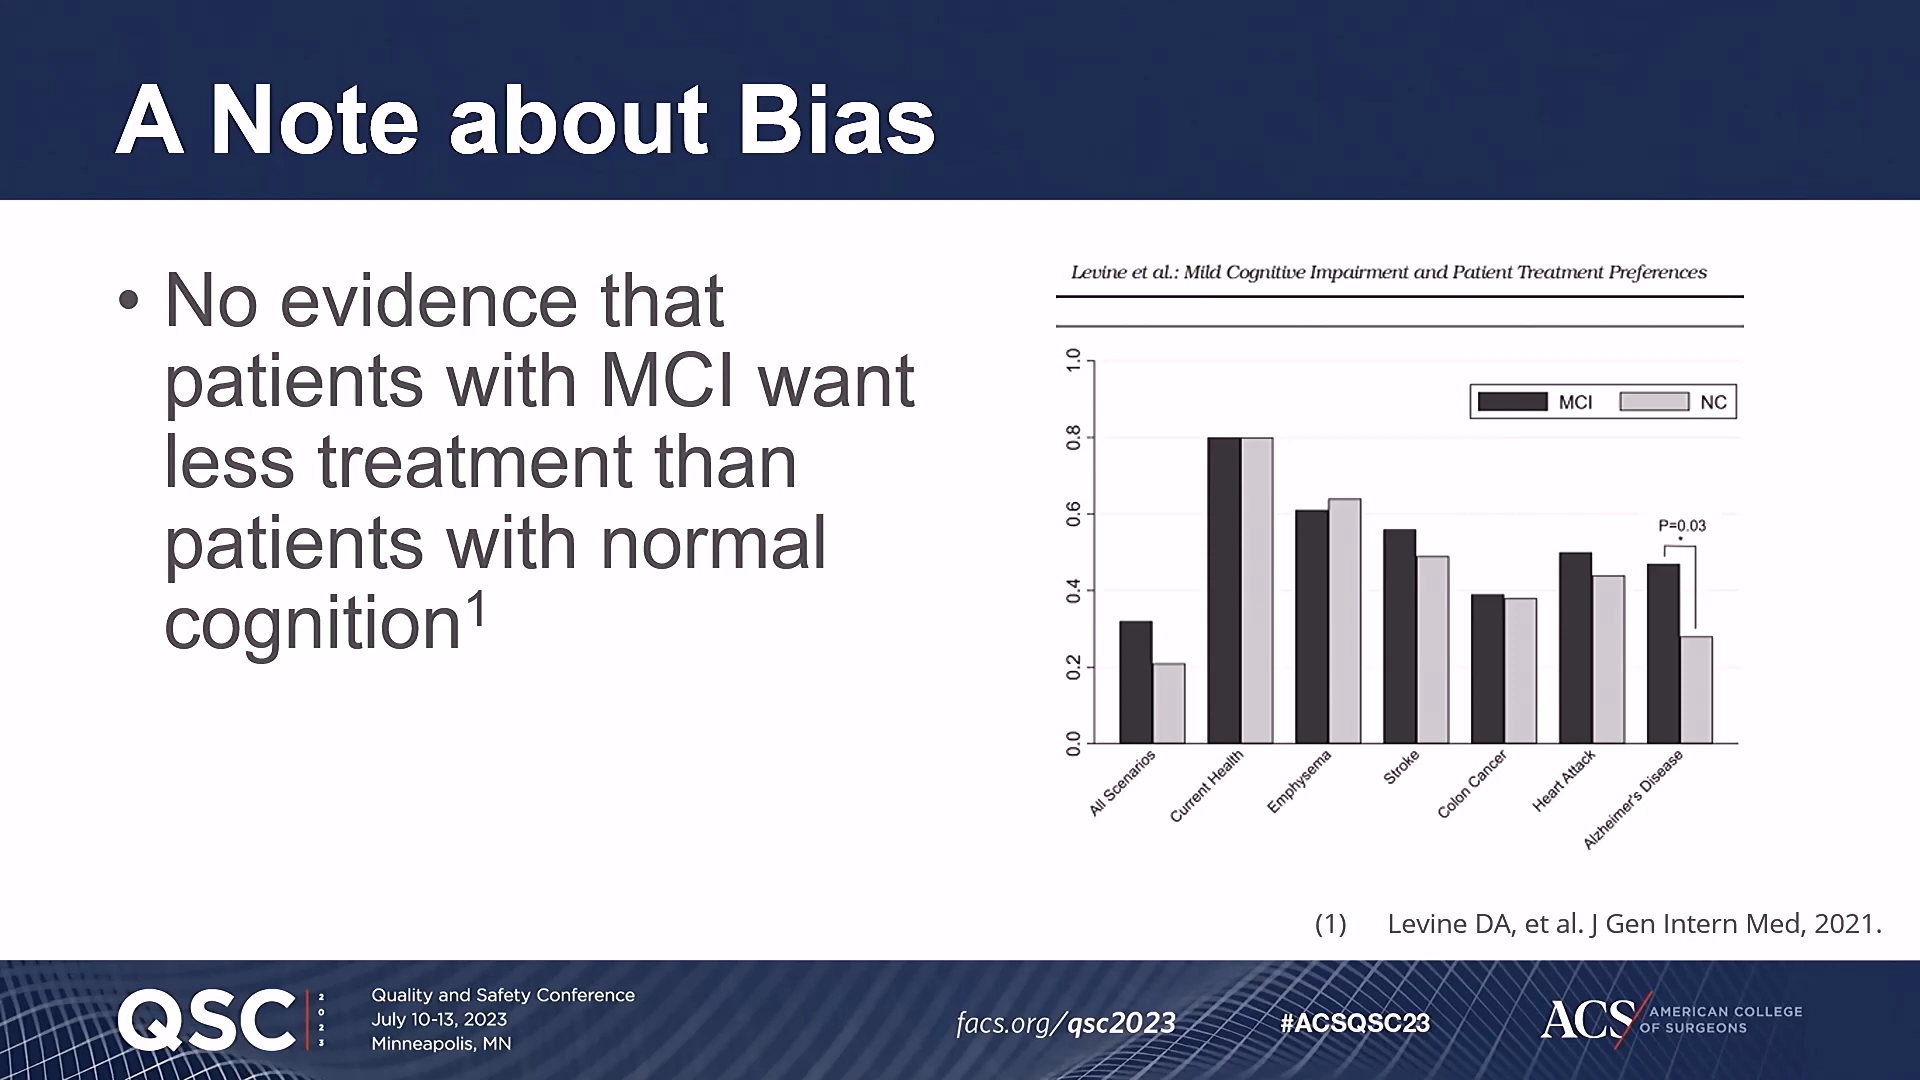 A Note about Bias
• No evidence that
patients with MCI want
less treatment than
patients with normal
cognition¹
Levine et al.: Mild Cognitive Impairment and Patient Treatment Preferences
1.0
0.8
0.6
0.4
0.2
0.0
MCI NC
P=0.03
*
All Scenarios
Current Health
Emphysema
Stroke
Colon Cancer
Heart Attack
Alzheimer's Disease
(1) Levine DA, et al. J Gen Intern Med, 2021.
QSC
2023
Quality and Safety Conference
July 10-13, 2023
Minneapolis, MN
facs.org/qsc2023
#ACSQSC23
ACS
AMERICAN COLLEGE
OF SURGEONS